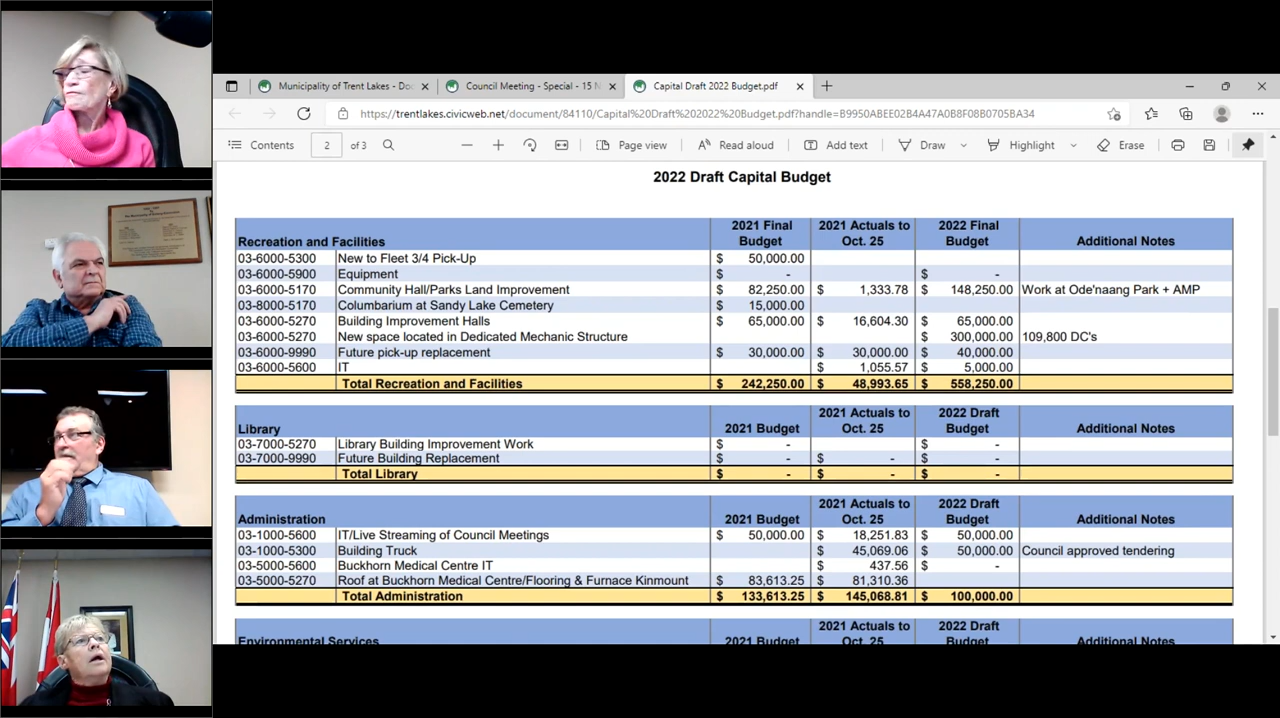 Municipality of Trent Lakes - Doc
Council Meeting - Special - 15 N
Capital Draft 2022 Budget.pdf
https://trentlakes.civicweb.net/document/84110/Capital%20Draft%202022%20Budget.pdf?handle=B9950ABEE02B4A47A0B8F08B0705BA34
Contents 2 of 3 Page view Read aloud Add text Draw Highlight Erase
2022 Draft Capital Budget
Recreation and Facilities 2021 Final Budget 2021 Actuals to Oct. 25 2022 Final Budget Additional Notes
03-6000-5300 New to Fleet 3/4 Pick-Up $ 50,000.00
03-6000-5900 Equipment $ - $ -
03-6000-5170 Community Hall/Parks Land Improvement $ 82,250.00 $ 1,333.78 $ 148,250.00 Work at Ode'naang Park + AMP
03-8000-5170 Columbarium at Sandy Lake Cemetery $ 15,000.00
03-6000-5270 Building Improvement Halls $ 65,000.00 $ 16,604.30 $ 65,000.00
03-6000-5270 New space located in Dedicated Mechanic Structure $ 300,000.00 109,800 DC's
03-6000-9990 Future pick-up replacement $ 30,000.00 $ 30,000.00 $ 40,000.00
03-6000-5600 IT $ 1,055.57 $ 5,000.00
Total Recreation and Facilities $ 242,250.00 $ 48,993.65 $ 558,250.00
Library 2021 Budget 2021 Actuals to Oct. 25 2022 Draft Budget Additional Notes
03-7000-5270 Library Building Improvement Work $ - $ -
03-7000-9990 Future Building Replacement $ - $ - $ -
Total Library $ - $ - $ -
Administration 2021 Budget 2021 Actuals to Oct. 25 2022 Draft Budget Additional Notes
03-1000-5600 IT/Live Streaming of Council Meetings $ 50,000.00 $ 18,251.83 $ 50,000.00
03-1000-5300 Building Truck $ 45,069.06 $ 50,000.00 Council approved tendering
03-5000-5600 Buckhorn Medical Centre IT $ 437.56 $ -
03-5000-5270 Roof at Buckhorn Medical Centre/Flooring & Furnace Kinmount $ 83,613.25 $ 81,310.36
Total Administration $ 133,613.25 $ 145,068.81 $ 100,000.00
Environmental Services 2021 Budget 2021 Actuals to Oct. 25 2022 Draft Budget Additional Notes